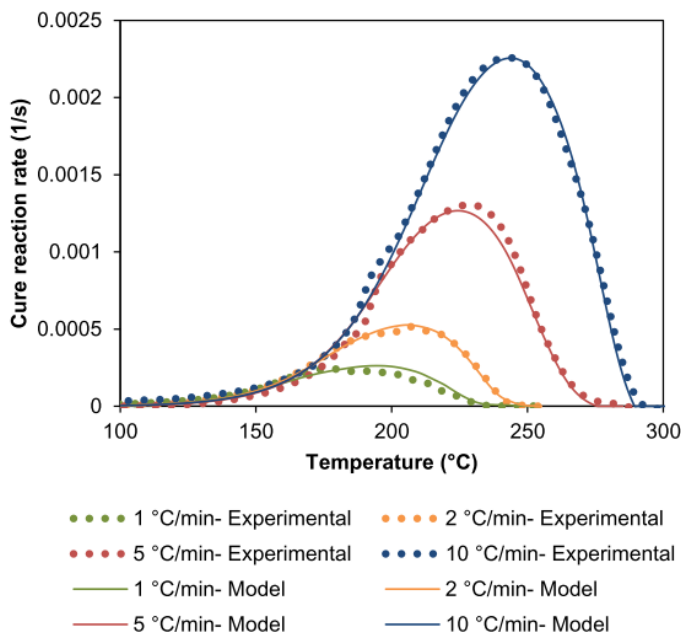 0.0025
0.002
0.0015
0.001
0.0005
0
Cure reaction rate (1/s)
100 150 200 250 300
Temperature (°C)
1 °C/min- Experimental 2 °C/min- Experimental
5 °C/min- Experimental 10 °C/min- Experimental
1 °C/min- Model 2 °C/min- Model
5 °C/min- Model 10 °C/min- Model